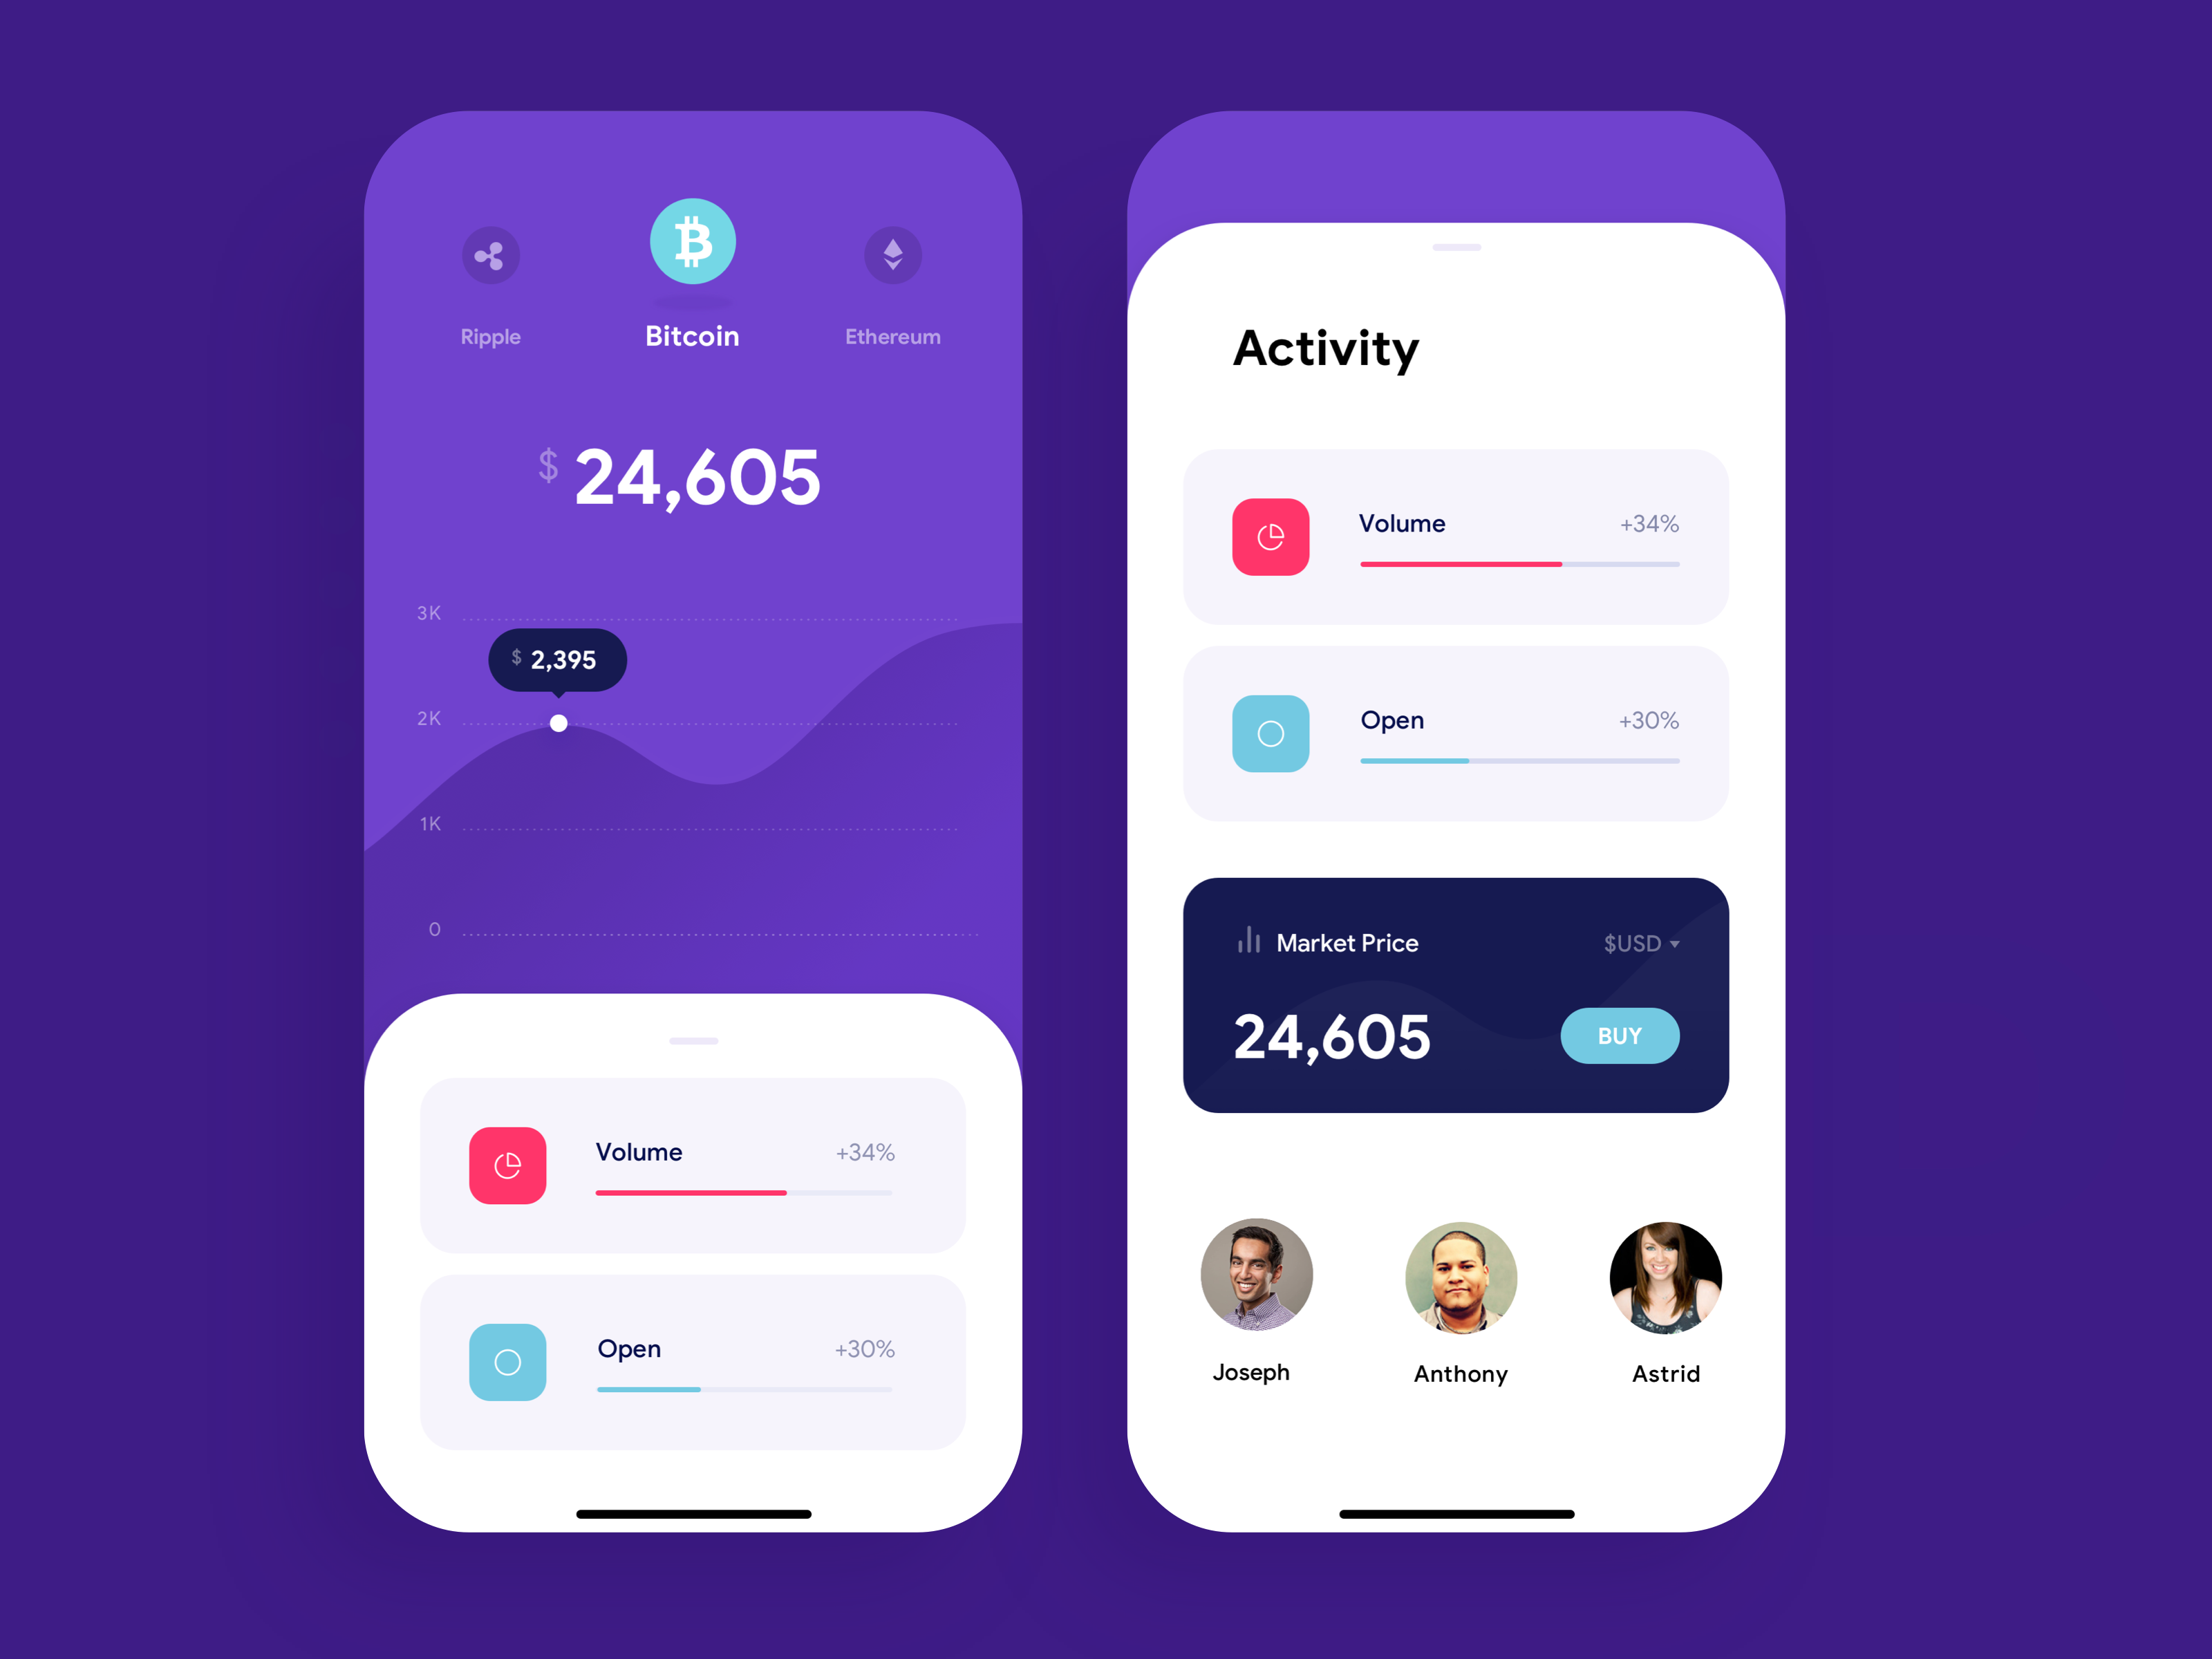 Ripple
Bitcoin
Ethereum
$ 24,605
3K
$ 2,395
2K
1K
0
Volume +34%
Open +30%
Activity
Volume +34%
Open +30%
Market Price $USD
24,605 BUY
Joseph
Anthony
Astrid